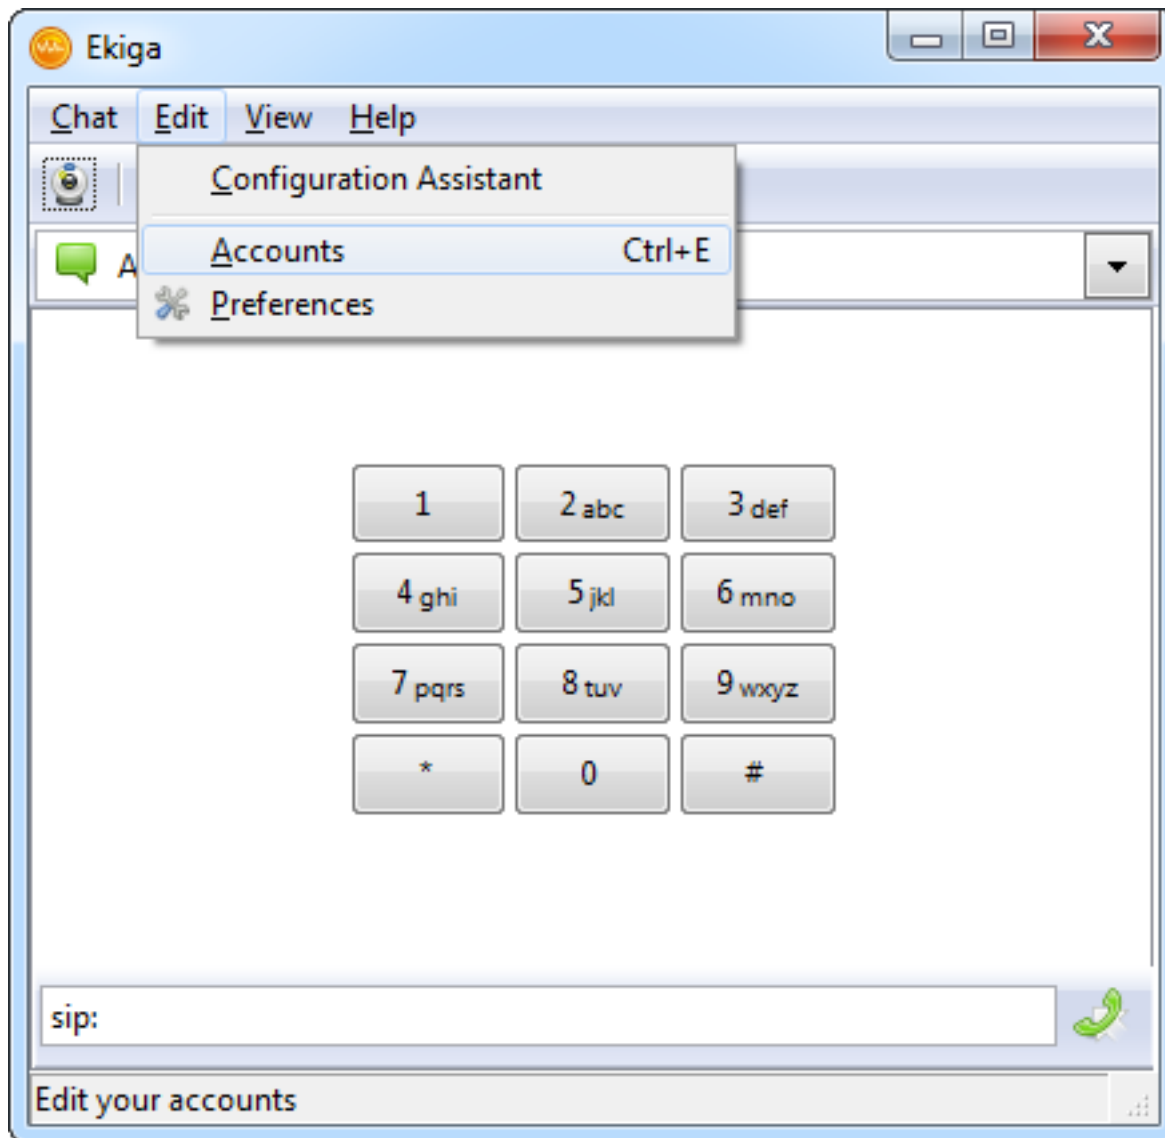 Ekiga
Chat Edit View Help
Configuration Assistant
Accounts Ctrl+E
A
Preferences
1 2 abc 3 def
4 ghi 5 jkl 6 mno
7 pqrs 8 tuv 9 wxyz
* 0 #
sip:
Edit your accounts